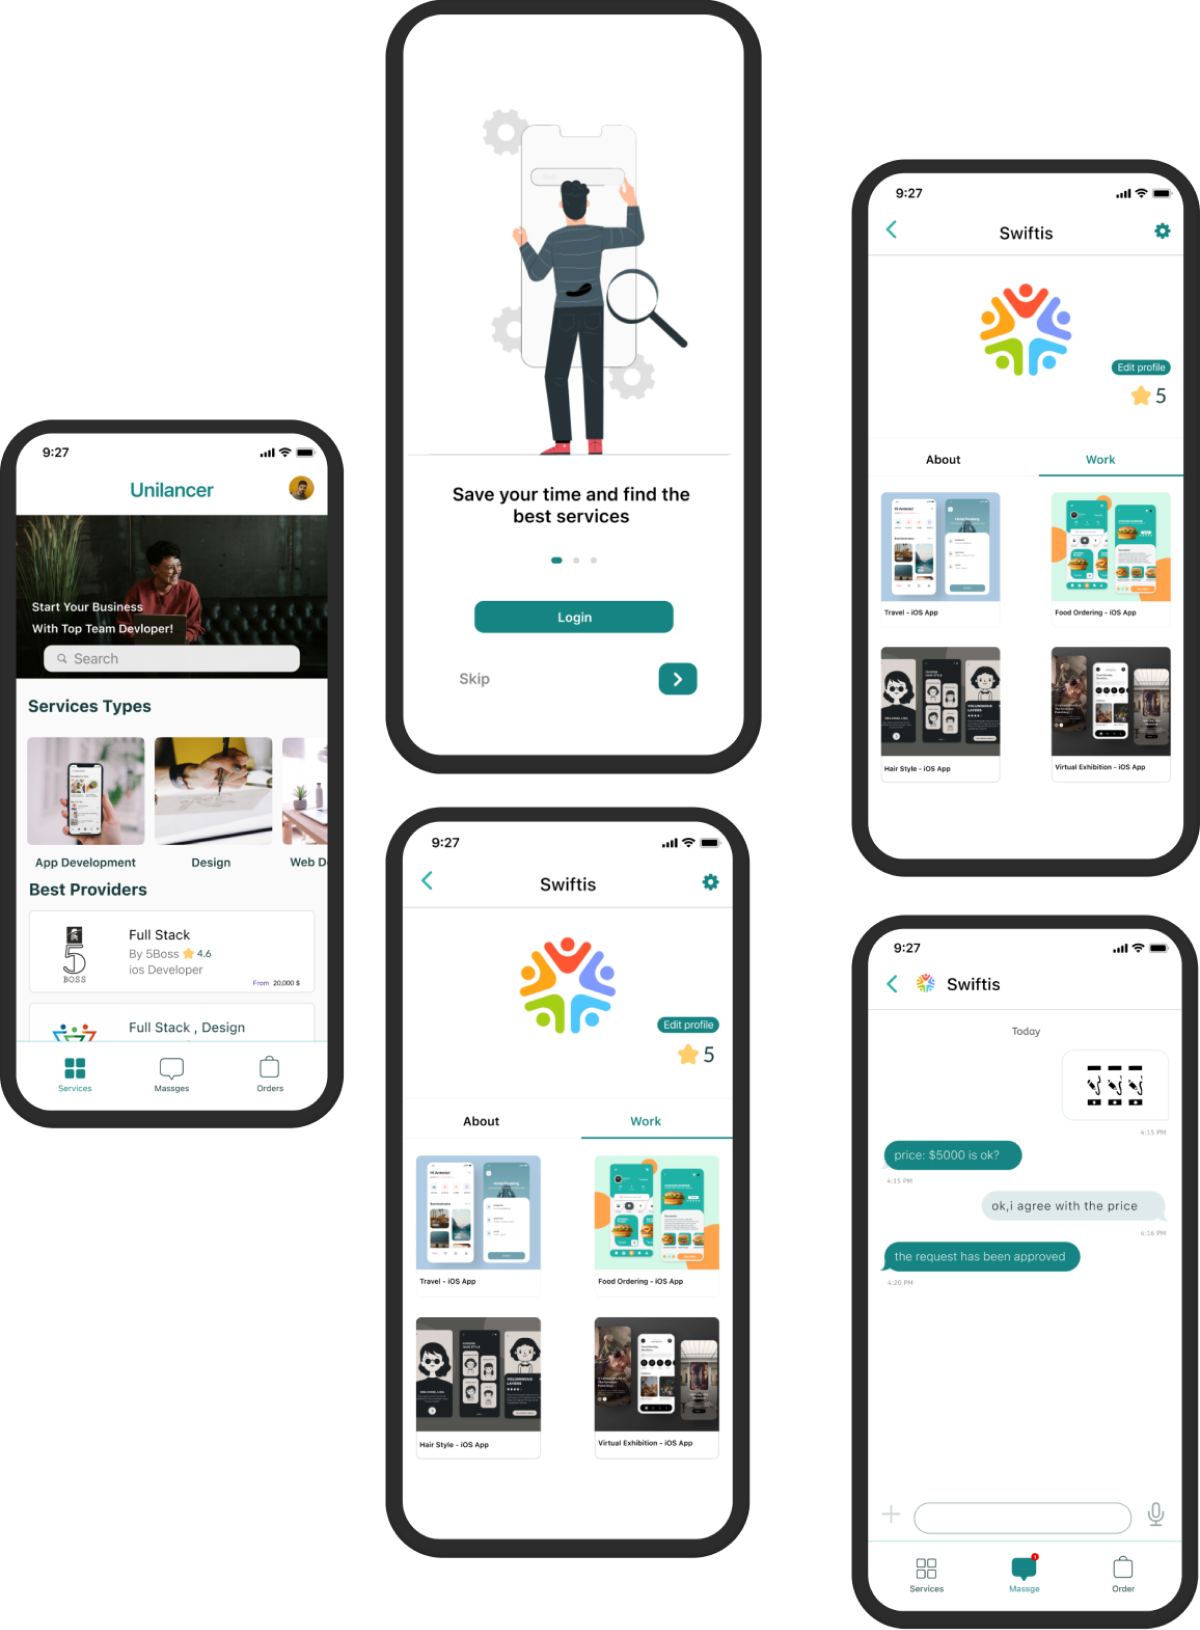 Save your time and find the
best services
Login
Skip
9:27
Unilancer
Start Your Business
With Top Team Devloper!
Search
Services Types
App Development
Design
Web D
Best Providers
5
BOSS
Full Stack
By 5Boss 4.6
ios Developer
From 20,000 $
Full Stack , Design
Services
Massges
Orders
9:27
Swiftis
Edit profile
5
About
Work
Travel - iOS App
Food Ordering - iOS App
Hair Style - iOS App
Virtual Exhibition - iOS App
9:27
Swiftis
Edit profile
5
About
Work
Travel - iOS App
Food Ordering - iOS App
Hair Style - iOS App
Virtual Exhibition - iOS App
9:27
Swiftis
Today
4:15 PM
price: $5000 is ok?
4:15 PM
ok,i agree with the price
4:16 PM
the request has been approved
4:20 PM
Services
Massge
Order